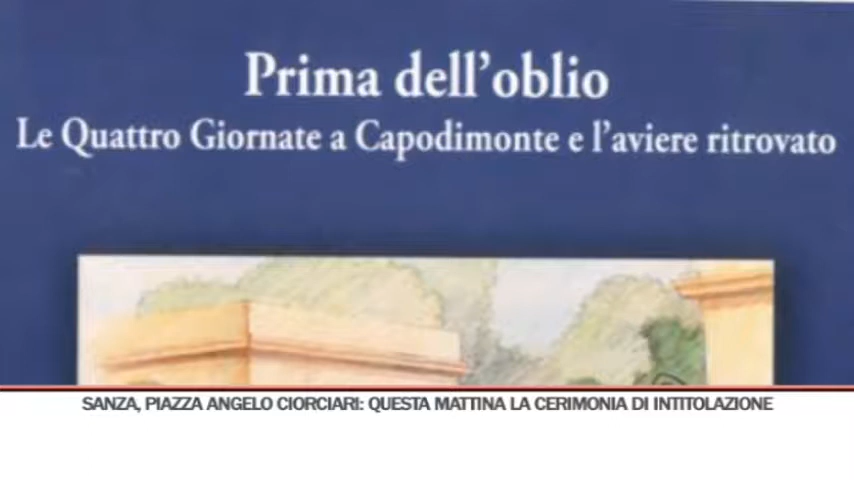 Prima dell'oblio
Le Quattro Giornate a Capodimonte e l'aviere ritrovato
SANZA, PIAZZA ANGELO CIORCIARI: QUESTA MATTINA LA CERIMONIA DI INTITOLAZIONE